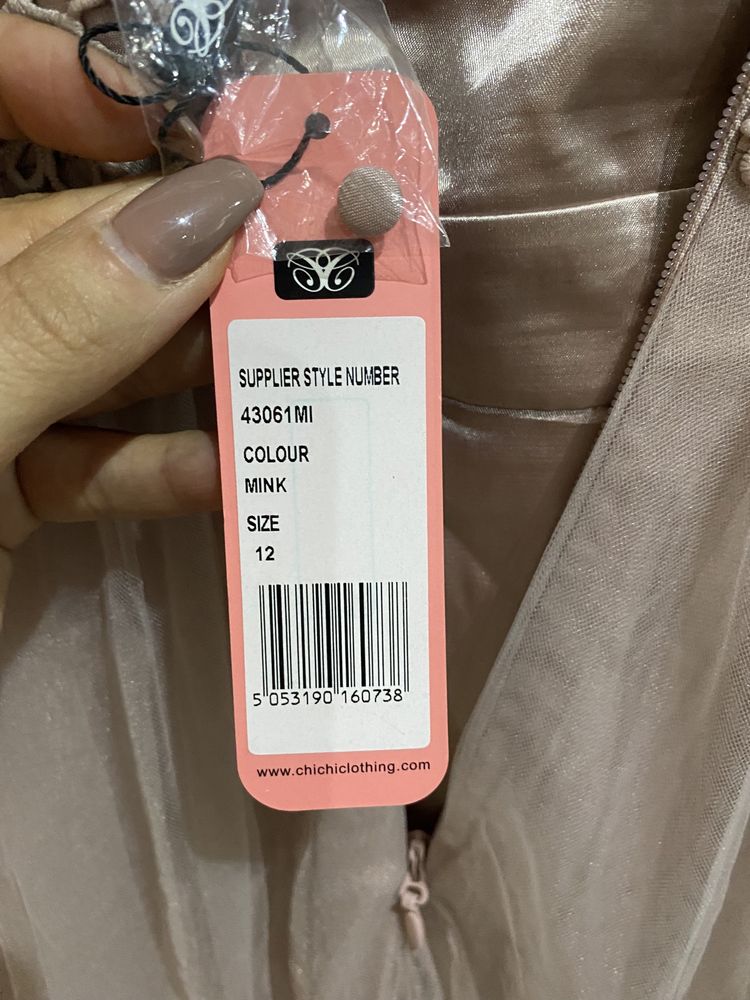 SUPPLIER STYLE NUMBER
43061MI
COLOUR
MINK
SIZE
12
5 053190 160738
www.chichiclothing.com